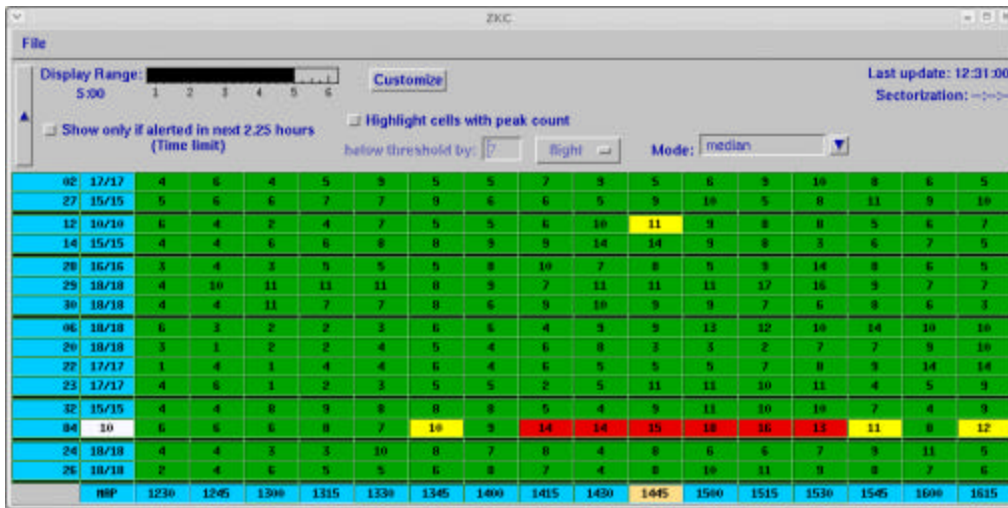 ZKC
File
Display Range:
5:00
1 2 3 4 5 6
Customize
Last update: 12:31:00
Sectorization: --:--:--
Show only if alerted in next 2.25 hours
(Time limit)
Highlight cells with peak count
below threshold by: 7 flight
Mode: median
02 17/17 4 6 4 5 9 5 5 7 9 5 6 9 10 8 6 5
27 15/15 5 6 6 7 7 9 6 6 5 9 10 5 8 11 9 10
12 10/10 6 4 2 4 7 5 5 6 10 11 9 8 8 5 6 7
14 15/15 4 4 6 6 8 8 9 9 14 14 9 8 3 6 7 5
28 16/16 3 4 3 5 5 5 8 10 7 8 5 9 14 8 6 5
29 18/18 4 10 11 11 11 8 9 7 11 11 11 17 16 9 7 7
30 18/18 4 4 11 7 7 8 6 9 10 9 9 7 6 8 6 3
06 18/18 6 3 2 2 3 6 6 4 9 9 13 12 10 14 10 10
20 18/18 3 1 2 2 4 5 4 6 8 3 3 2 7 7 9 10
22 17/17 1 4 1 4 4 6 4 6 5 5 5 7 8 9 14 14
23 17/17 4 6 1 2 3 5 5 2 5 11 11 10 11 4 5 9
32 15/15 4 4 8 9 8 8 8 5 4 9 11 10 10 7 4 9
84 10 6 6 6 8 7 10 9 14 14 15 18 16 13 11 8 12
24 18/18 4 4 3 3 10 8 7 8 4 8 6 6 7 9 11 5
26 18/18 2 4 6 5 5 6 8 7 4 8 10 11 9 8 7 6
MAP 1230 1245 1300 1315 1330 1345 1400 1415 1430 1445 1500 1515 1530 1545 1600 1615